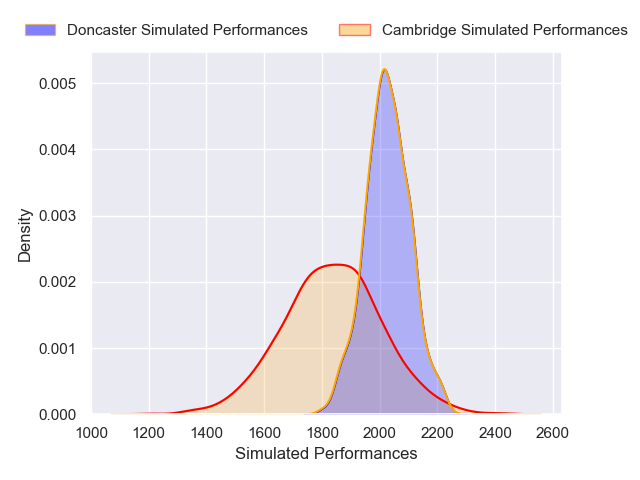 Doncaster Simulated Performances
Cambridge Simulated Performances
0.005
0.004
0.003
0.002
0.001
0.000
Density
1000 1200 1400 1600 1800 2000 2200 2400 2600
Simulated Performances